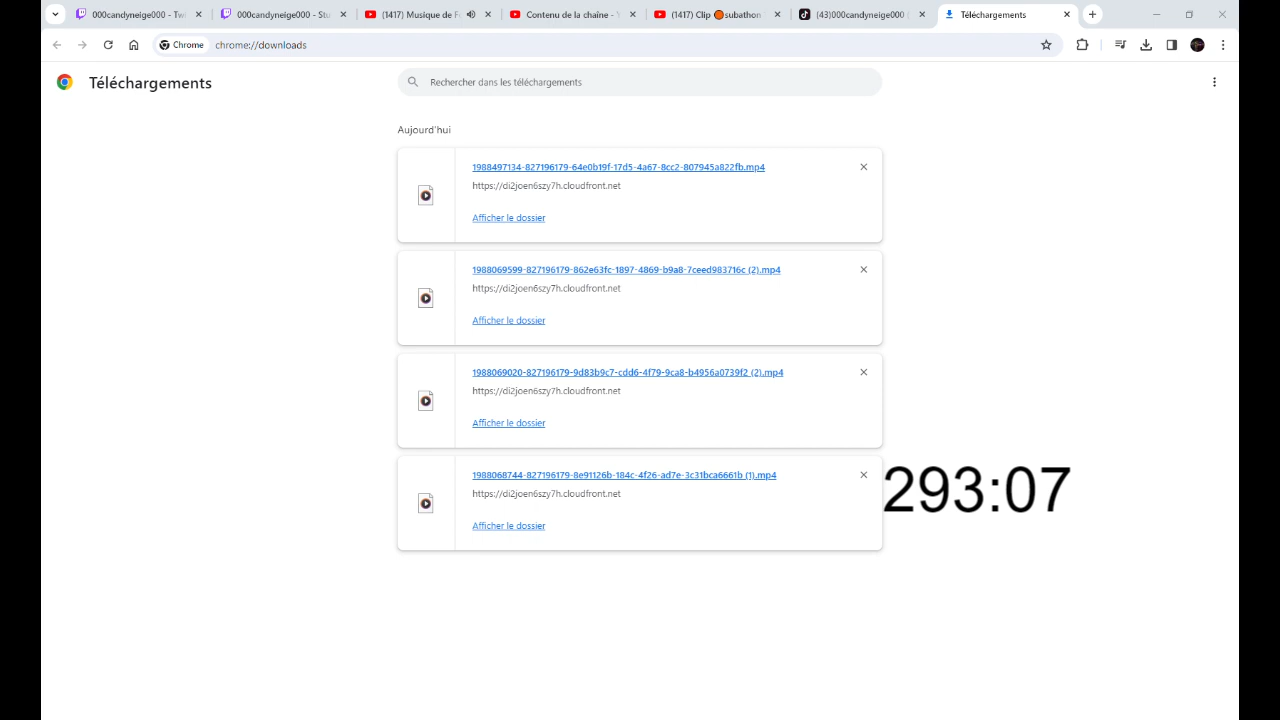 000candyneige000 - Twi
000candyneige000 - Stu
(1417) Musique de F
Contenu de la chaîne - Y
(1417) Clip 🟠subathon
(43)@000candyneige000 |
Téléchargements
Chrome
chrome://downloads
Téléchargements
Rechercher dans les téléchargements
Aujourd'hui
1988497134-827196179-64e0b19f-17d5-4a67-8cc2-807945a822fb.mp4
https://di2joen6szy7h.cloudfront.net
Afficher le dossier
1988069599-827196179-862e63fc-1897-4869-b9a8-7ceed983716c (2).mp4
https://di2joen6szy7h.cloudfront.net
Afficher le dossier
1988069020-827196179-9d83b9c7-cdd6-4f79-9ca8-b4956a0739f2 (2).mp4
https://di2joen6szy7h.cloudfront.net
Afficher le dossier
1988068744-827196179-8e91126b-184c-4f26-ad7e-3c31bca6661b (1).mp4
https://di2joen6szy7h.cloudfront.net
Afficher le dossier
293:07